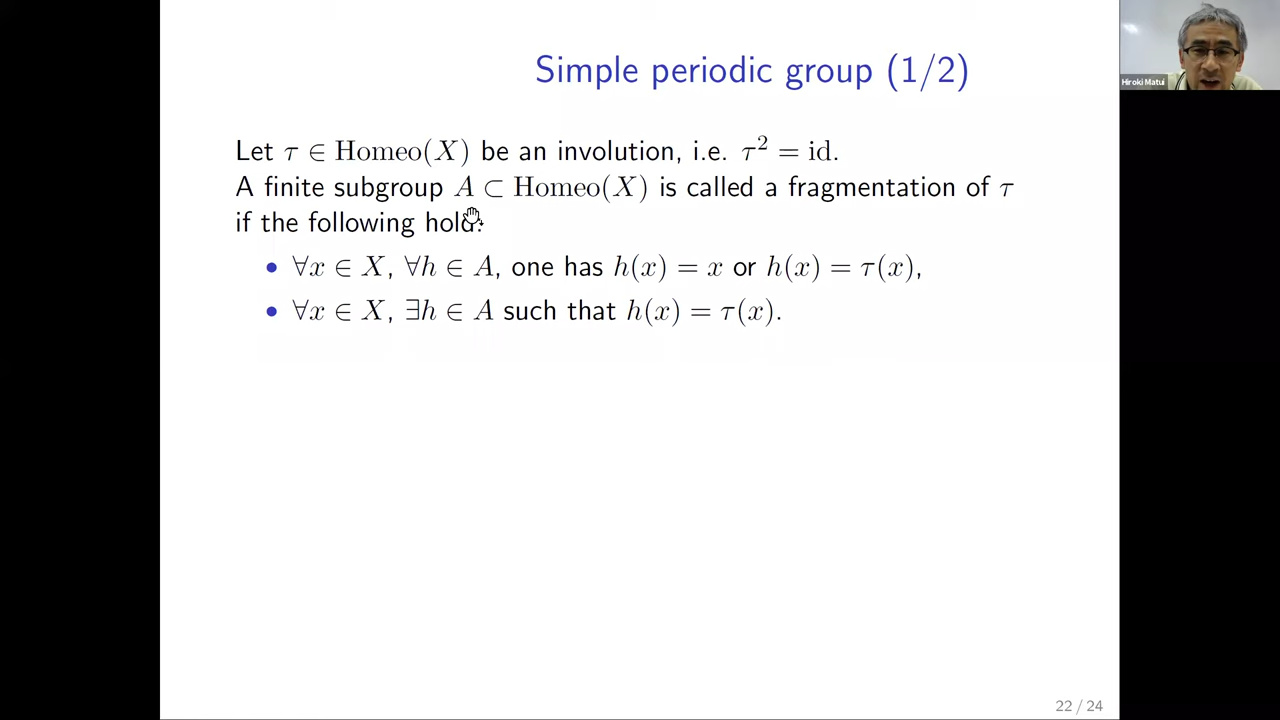 Simple periodic group (1/2)
Hiroki Matui
Let τ ∈ Homeo(X) be an involution, i.e. τ² = id.
A finite subgroup A ⊂ Homeo(X) is called a fragmentation of τ
if the following hold:
• ∀x ∈ X, ∀h ∈ A, one has h(x) = x or h(x) = τ(x),
• ∀x ∈ X, ∃h ∈ A such that h(x) = τ(x).
22 / 24